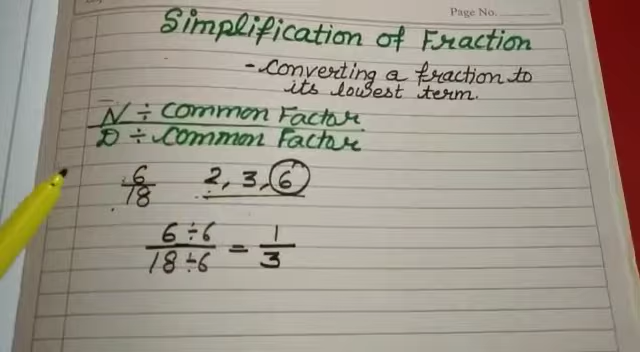 Page No.
Simplification of Fraction
- Converting a fraction to
its lowest term.
N ÷ Common Factor
D ÷ Common Factor
6/18 2, 3, 6
6 ÷ 6 / 18 ÷ 6 = 1/3